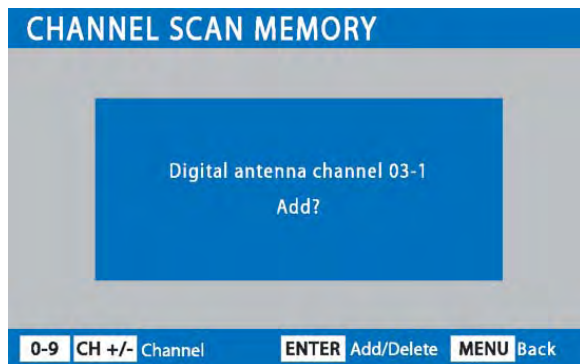 CHANNEL SCAN MEMORY
Digital antenna channel 03-1
Add?
0-9 CH +/- Channel ENTER Add/Delete MENU Back